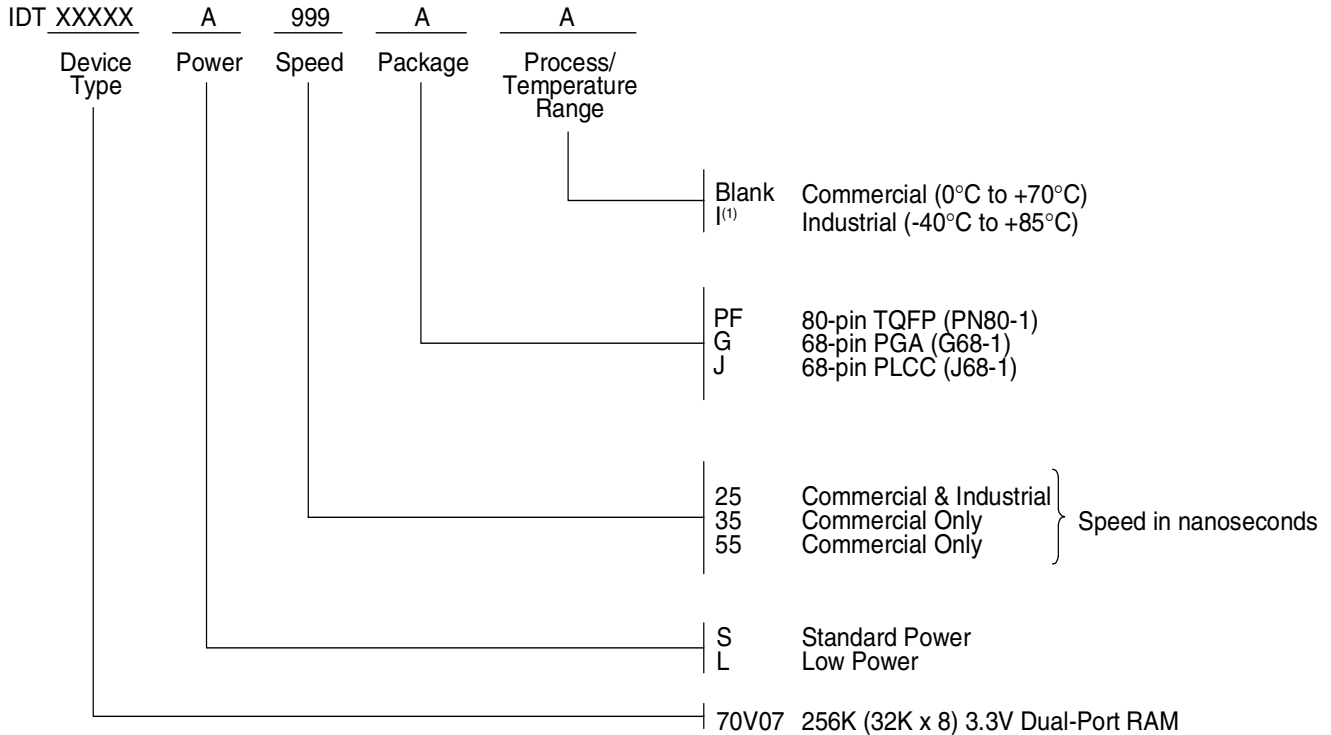 IDT XXXXX A 999 A A
Device Type
Power
Speed
Package
Process/
Temperature
Range
Blank Commercial (0°C to +70°C)
I(1) Industrial (-40°C to +85°C)
PF 80-pin TQFP (PN80-1)
G 68-pin PGA (G68-1)
J 68-pin PLCC (J68-1)
25 Commercial & Industrial
35 Commercial Only
55 Commercial Only
Speed in nanoseconds
S Standard Power
L Low Power
70V07 256K (32K x 8) 3.3V Dual-Port RAM